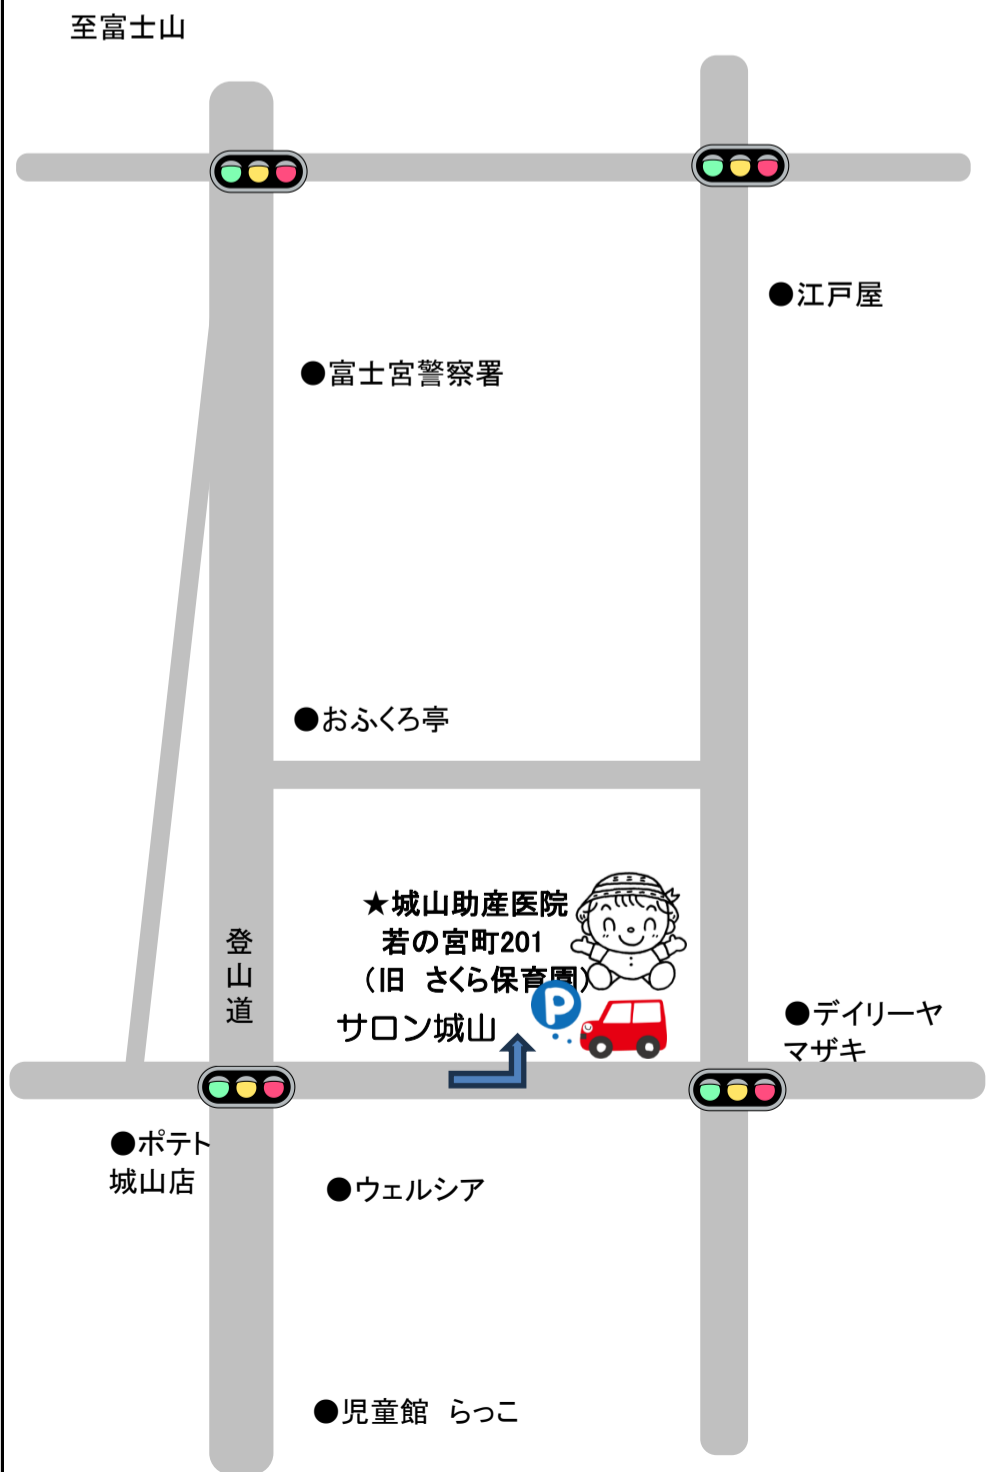 至富士山
●江戸屋
●富士宮警察署
●おふくろ亭
★城山助産医院
若の宮町201
（旧　さくら保育園）
登山道
サロン城山
P
●デイリーヤ
マザキ
●ポテト
城山店
●ウェルシア
●児童館　らっこ